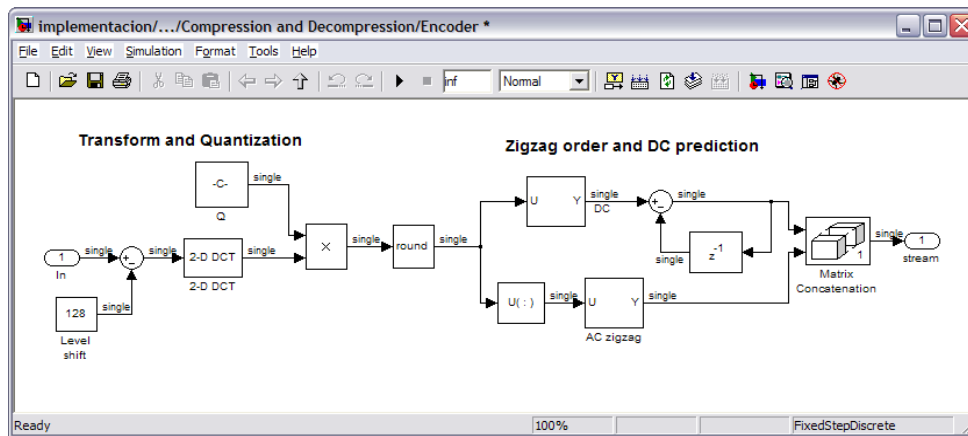 implementacion/.../Compression and Decompression/Encoder *
File Edit View Simulation Format Tools Help
inf Normal
Transform and Quantization
Zigzag order and DC prediction
-C-
single
Q
U Y
single
DC
single
single
1
In
single
single
2-D DCT
2-D DCT
single
×
single
round
single
z-1
single
1
Matrix
Concatenation
single
1
stream
128
Level
shift
single
U( : )
single
U Y
single
AC zigzag
Ready 100% FixedStepDiscrete